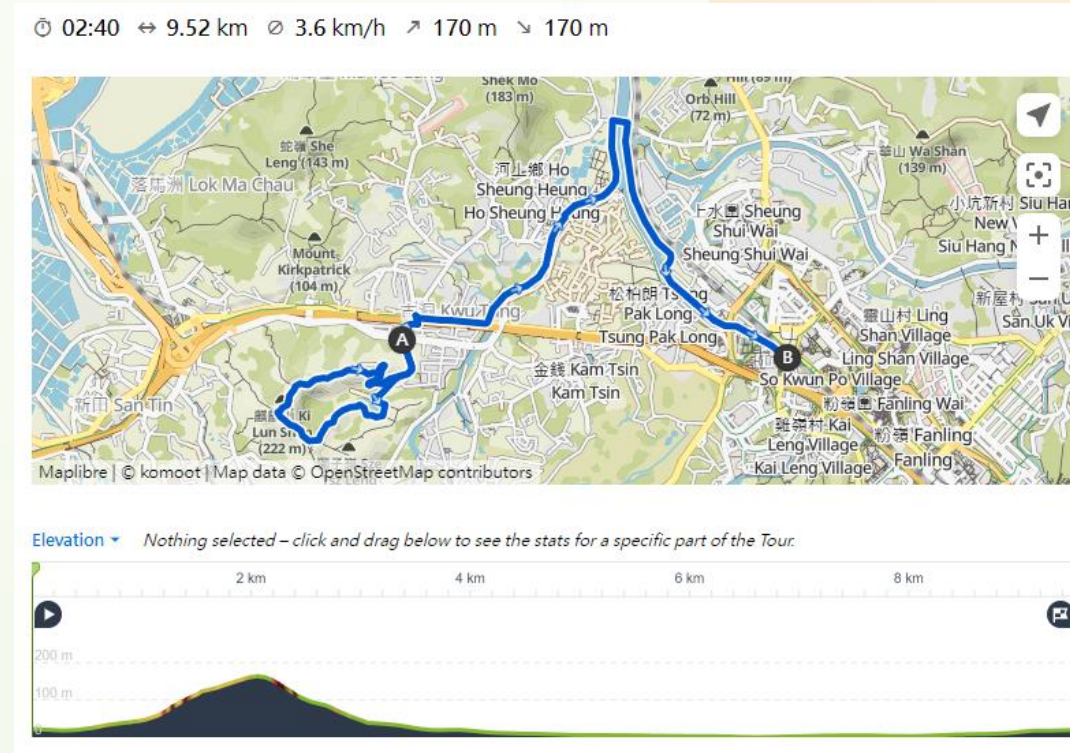 02:40 9.52 km 3.6 km/h 170 m 170 m
Shek Mo
(183 m)
Hill (89 m)
Orb Hill
(72 m)
蛇嶺 She
Leng (143 m)
落馬洲 Lok Ma Chau
河上鄉 Ho
Sheung Heung
Ho Sheung Heung
華山 Wa Shan
(139 m)
小坑新村 Siu Ha
New
Siu Hang
上水圍 Sheung
Shui Wai
Sheung Shui Wai
Mount
Kirkpatrick
(104 m)
Kwu
松柏朗 Tsung
Pak Long
Tsung Pak Long
新屋村
San Uk Vi
靈山村 Ling
Shan Village
Ling Shan Village
A
B
金錢 Kam Tsin
Kam Tsin
So Kwun Po Village
粉嶺圍 Fanling Wai
新田 San Tin
Ki
Lun
(222 m)
雞嶺村 Kai
Leng Village
Kai Leng Village
粉嶺 Fanling
Fanling
Maplibre | © komoot | Map data © OpenStreetMap contributors
Elevation Nothing selected – click and drag below to see the stats for a specific part of the Tour.
2 km 4 km 6 km 8 km
200 m
100 m
0